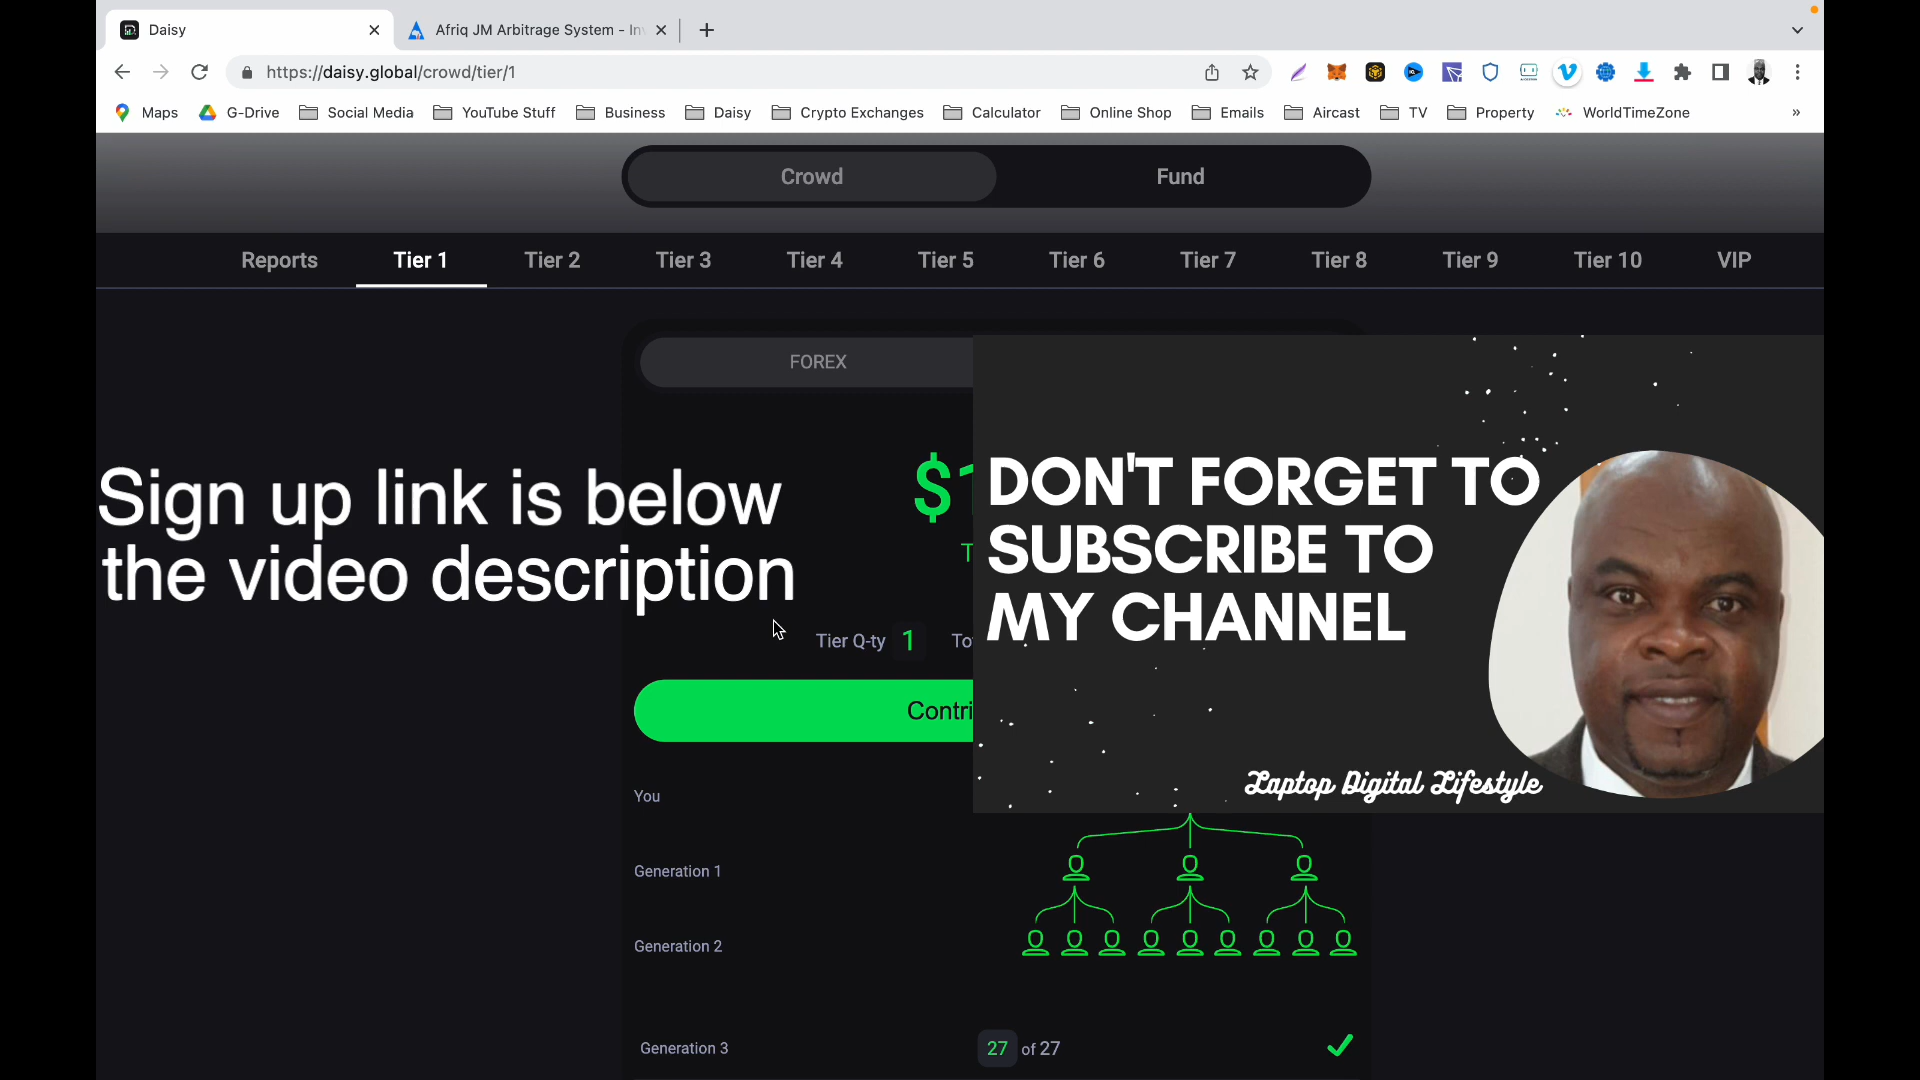 Daisy
Afriq JM Arbitrage System - In
https://daisy.global/crowd/tier/1
Maps G-Drive Social Media YouTube Stuff Business Daisy Crypto Exchanges Calculator Online Shop Emails Aircast TV Property WorldTimeZone »
Crowd Fund
Reports Tier 1 Tier 2 Tier 3 Tier 4 Tier 5 Tier 6 Tier 7 Tier 8 Tier 9 Tier 10 VIP
FOREX
$1
Sign up link is below
the video description
DON'T FORGET TO
SUBSCRIBE TO
MY CHANNEL
Laptop Digital Lifestyle
Tier Q-ty 1
Contri
You
Generation 1
Generation 2
Generation 3 27 of 27